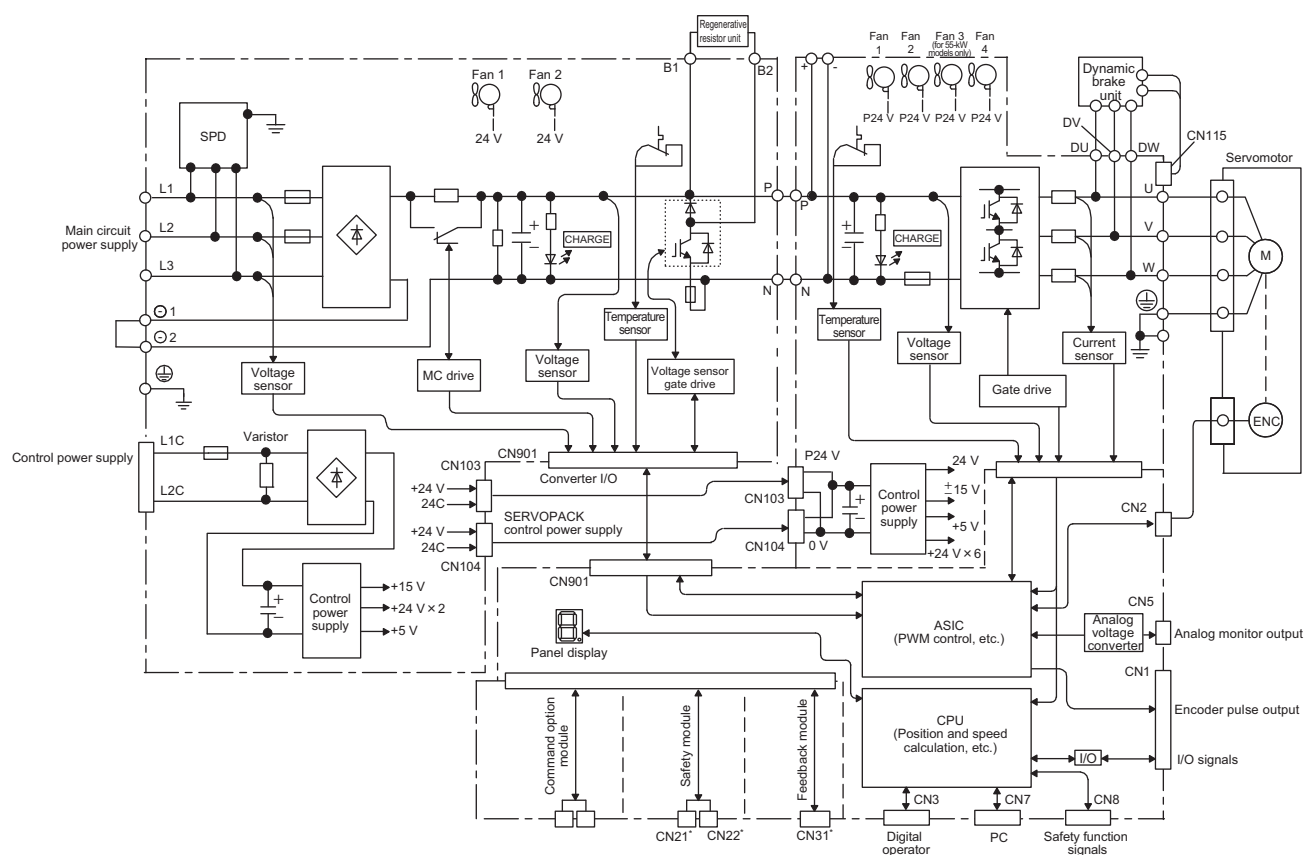 Regenerative
resistor unit
B1
B2
Fan 1
Fan 2
24 V
24 V
SPD
+
-
Fan
1
Fan
2
Fan 3
(for 55-kW
models only)
Fan
4
P24 V
P24 V
P24 V
P24 V
Dynamic
brake
unit
DV
DU
DW
CN115
Servomotor
Main circuit
power supply
L1
L2
L3
⊖ 1
⊖ 2
+
−
CHARGE
P
P
N
N
+
−
CHARGE
U
V
W
M
ENC
Voltage
sensor
MC drive
Voltage
sensor
Temperature
sensor
Voltage sensor
gate drive
Temperature
sensor
Voltage
sensor
Gate drive
Current
sensor
Control power supply
L1C
L2C
Varistor
CN901
Converter I/O
CN103
+24 V
24C
+24 V
24C
CN104
SERVOPACK
control power supply
P24 V
CN103
CN104
0 V
+
−
Control
power
supply
24 V
±15 V
+5 V
+24 V × 6
CN2
+
−
Control
power
supply
+15 V
+24 V × 2
+5 V
CN901
Panel display
ASIC
(PWM control, etc.)
CN5
Analog
voltage
converter
Analog monitor output
CN1
Encoder pulse output
CPU
(Position and speed
calculation, etc.)
I/O
I/O signals
Command option
module
Safety module
Feedback module
CN21*
CN22*
CN31*
CN3
CN7
CN8
Digital
operator
PC
Safety function
signals